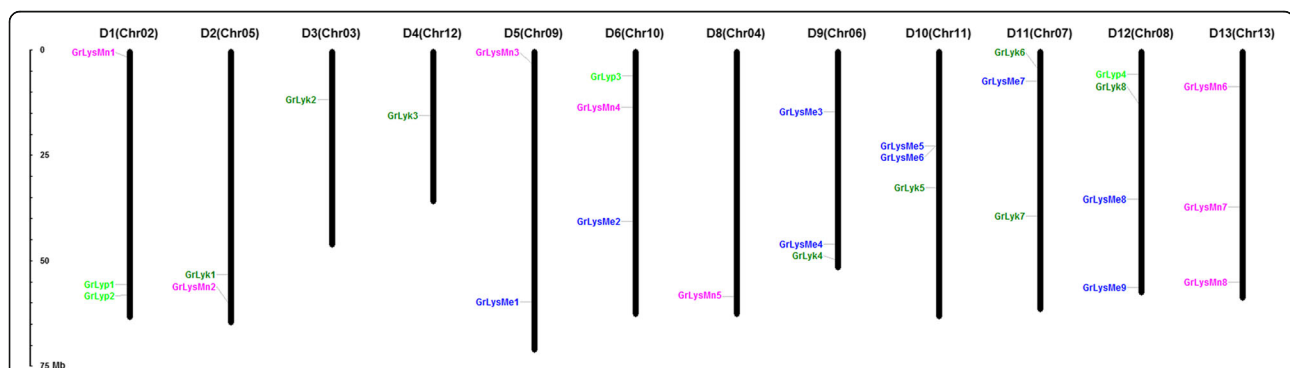 D1(Chr02) D2(Chr05) D3(Chr03) D4(Chr12) D5(Chr09) D6(Chr10) D8(Chr04) D9(Chr06) D10(Chr11) D11(Chr07) D12(Chr08) D13(Chr13)
0 GrLysMn1 GrLysMn3 GrLyk6
GrLyp3 GrLyp4
GrLysMe7
GrLyk8 GrLysMn6
GrLyk2
GrLysMn4
GrLyk3 GrLysMe3
GrLysMe5
25 GrLysMe6
GrLyk5
GrLysMe8
GrLysMn7
GrLyk7
GrLysMe2
GrLysMe4
50 GrLyk4
GrLyk1
GrLyp1 GrLysMn2 GrLysMe9 GrLysMn8
GrLyp2 GrLysMn5
GrLysMe1
75 Mb